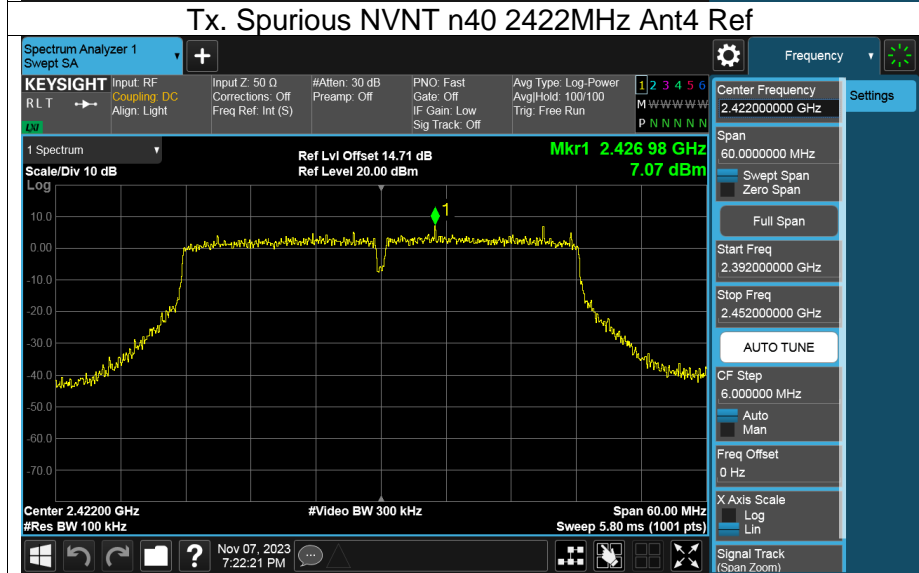 Tx. Spurious NVNT n40 2422MHz Ant4 Ref
Spectrum Analyzer 1
Swept SA
+
Frequency
KEYSIGHT
RLT
LXI
Input: RF
Coupling: DC
Align: Light
Input Z: 50 Ω
Corrections: Off
Freq Ref: Int (S)
#Atten: 30 dB
Preamp: Off
PNO: Fast
Gate: Off
IF Gain: Low
Sig Track: Off
Avg Type: Log-Power
Avg|Hold: 100/100
Trig: Free Run
1 2 3 4 5 6
M W W W W W
P N N N N N
1 Spectrum
Scale/Div 10 dB
Ref Lvl Offset 14.71 dB
Ref Level 20.00 dBm
Mkr1 2.426 98 GHz
7.07 dBm
Log
1
10.0
0.00
-10.0
-20.0
-30.0
-40.0
-50.0
-60.0
-70.0
Center 2.42200 GHz
#Res BW 100 kHz
#Video BW 300 kHz
Span 60.00 MHz
Sweep 5.80 ms (1001 pts)
Center Frequency
2.422000000 GHz
Settings
Span
60.0000000 MHz
Swept Span
Zero Span
Full Span
Start Freq
2.392000000 GHz
Stop Freq
2.452000000 GHz
AUTO TUNE
CF Step
6.000000 MHz
Auto
Man
Freq Offset
0 Hz
X Axis Scale
Log
Lin
Signal Track
(Span Zoom)
?
Nov 07, 2023
7:22:21 PM